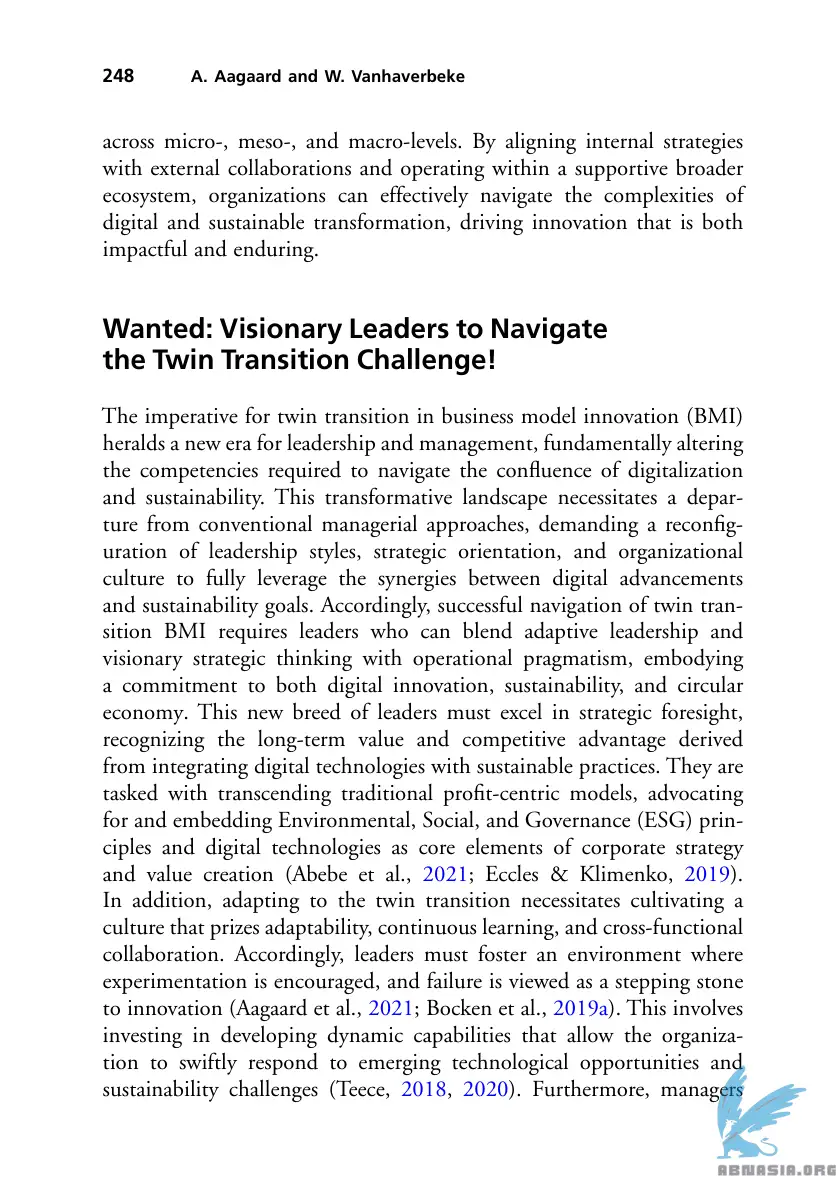 248 A. Aagaard and W. Vanhaverbeke
across micro-, meso-, and macro-levels. By aligning internal strategies
with external collaborations and operating within a supportive broader
ecosystem, organizations can effectively navigate the complexities of
digital and sustainable transformation, driving innovation that is both
impactful and enduring.
Wanted: Visionary Leaders to Navigate
the Twin Transition Challenge!
The imperative for twin transition in business model innovation (BMI)
heralds a new era for leadership and management, fundamentally altering
the competencies required to navigate the confluence of digitalization
and sustainability. This transformative landscape necessitates a depar-
ture from conventional managerial approaches, demanding a reconfig-
uration of leadership styles, strategic orientation, and organizational
culture to fully leverage the synergies between digital advancements
and sustainability goals. Accordingly, successful navigation of twin tran-
sition BMI requires leaders who can blend adaptive leadership and
visionary strategic thinking with operational pragmatism, embodying
a commitment to both digital innovation, sustainability, and circular
economy. This new breed of leaders must excel in strategic foresight,
recognizing the long-term value and competitive advantage derived
from integrating digital technologies with sustainable practices. They are
tasked with transcending traditional profit-centric models, advocating
for and embedding Environmental, Social, and Governance (ESG) prin-
ciples and digital technologies as core elements of corporate strategy
and value creation (Abebe et al., 2021; Eccles & Klimenko, 2019).
In addition, adapting to the twin transition necessitates cultivating a
culture that prizes adaptability, continuous learning, and cross-functional
collaboration. Accordingly, leaders must foster an environment where
experimentation is encouraged, and failure is viewed as a stepping stone
to innovation (Aagaard et al., 2021; Bocken et al., 2019a). This involves
investing in developing dynamic capabilities that allow the organiza-
tion to swiftly respond to emerging technological opportunities and
sustainability challenges (Teece, 2018, 2020). Furthermore, managers
ABNASIA.ORG